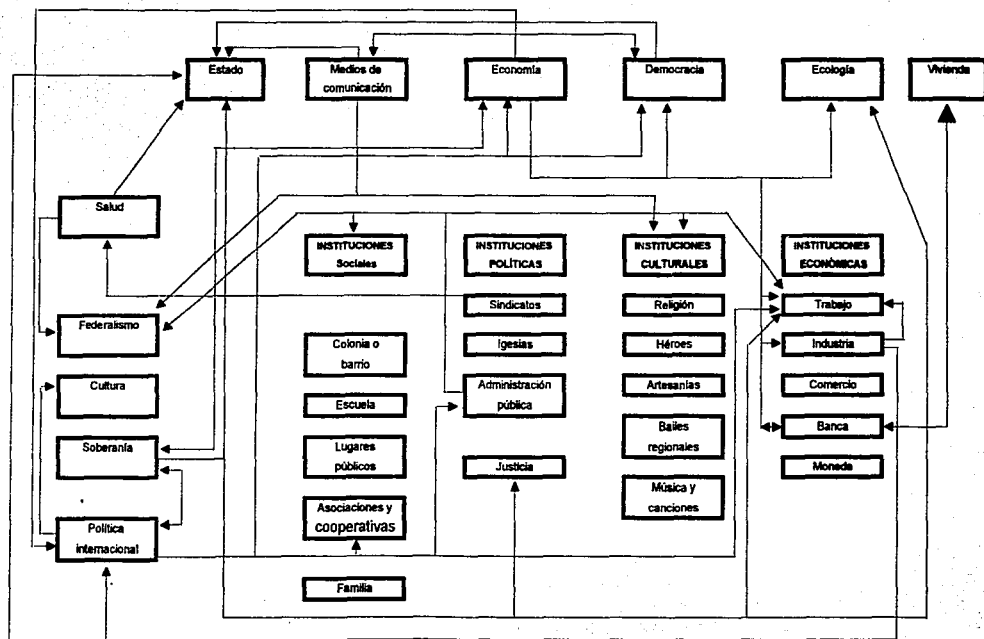 Estado
Medios de
comunicación
Economía
Democracia
Ecología
Vivienda
Salud
INSTITUCIONES
Sociales
INSTITUCIONES
POLÍTICAS
INSTITUCIONES
CULTURALES
INSTITUCIONES
ECONÓMICAS
Federalismo
Sindicatos
Religión
Trabajo
Colonia o
barrio
Igesias
Héroes
Industria
Cultura
Escuela
Administración
pública
Artesanías
Comercio
Soberanía
Lugares
públicos
Justicia
Bailes
regionales
Banca
Moneda
Política
internacional
Asociaciones y
cooperativas
Música y
canciones
Familia